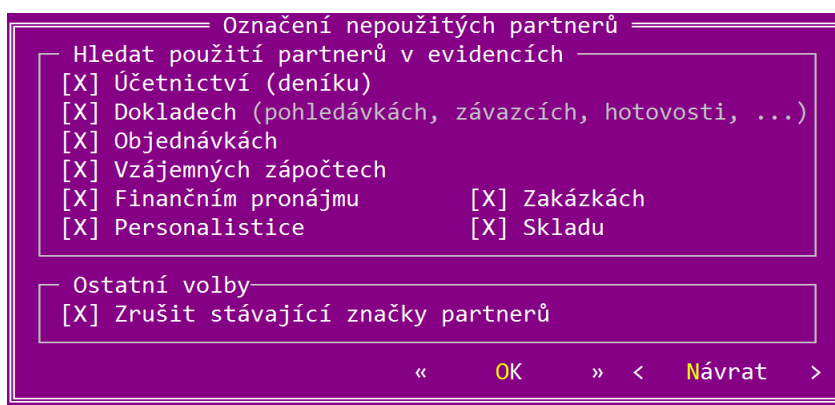 Označení nepoužitých partnerů
Hledat použití partnerů v evidencích
[X] Účetnictví (deníku)
[X] Dokladech (pohledávkách, závazcích, hotovosti, ...)
[X] Objednávkách
[X] Vzájemných zápočtech
[X] Finančním pronájmu [X] Zakázkách
[X] Personalistice [X] Skladu
Ostatní volby
[X] Zrušit stávající značky partnerů
« OK » < Návrat >